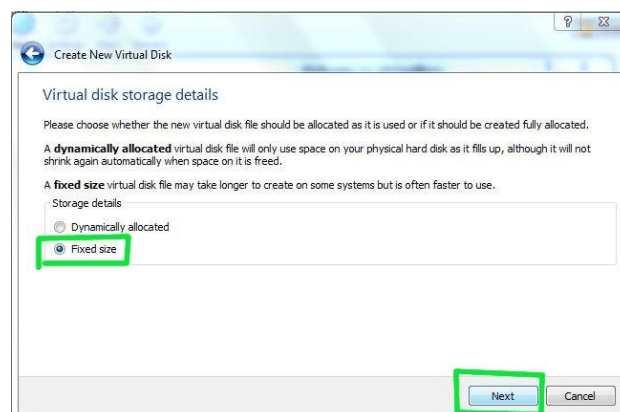 Create New Virtual Disk
Virtual disk storage details
Please choose whether the new virtual disk file should be allocated as it is used or if it should be created fully allocated.
A dynamically allocated virtual disk file will only use space on your physical hard disk as it fills up, although it will not
shrink again automatically when space on it is freed.
A fixed size virtual disk file may take longer to create on some systems but is often faster to use.
Storage details
Dynamically allocated
Fixed size
Next
Cancel